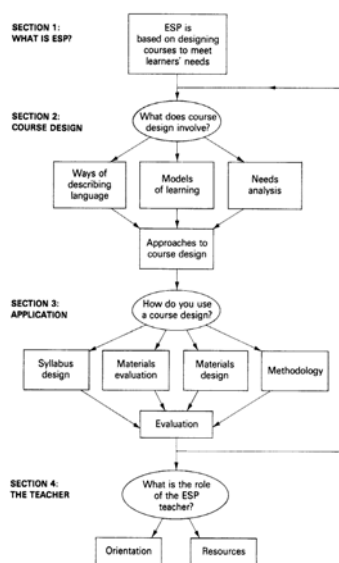 SECTION 1:
WHAT IS ESP?
ESP is
based on designing
courses to meet
learners' needs
SECTION 2:
COURSE DESIGN
What does course
design involve?
Ways of
describing
language
Models
of learning
Needs
analysis
Approaches to
course design
SECTION 3:
APPLICATION
How do you use
a course design?
Syllabus
design
Materials
evaluation
Materials
design
Methodology
Evaluation
SECTION 4:
THE TEACHER
What is the role
of the ESP
teacher?
Orientation
Resources